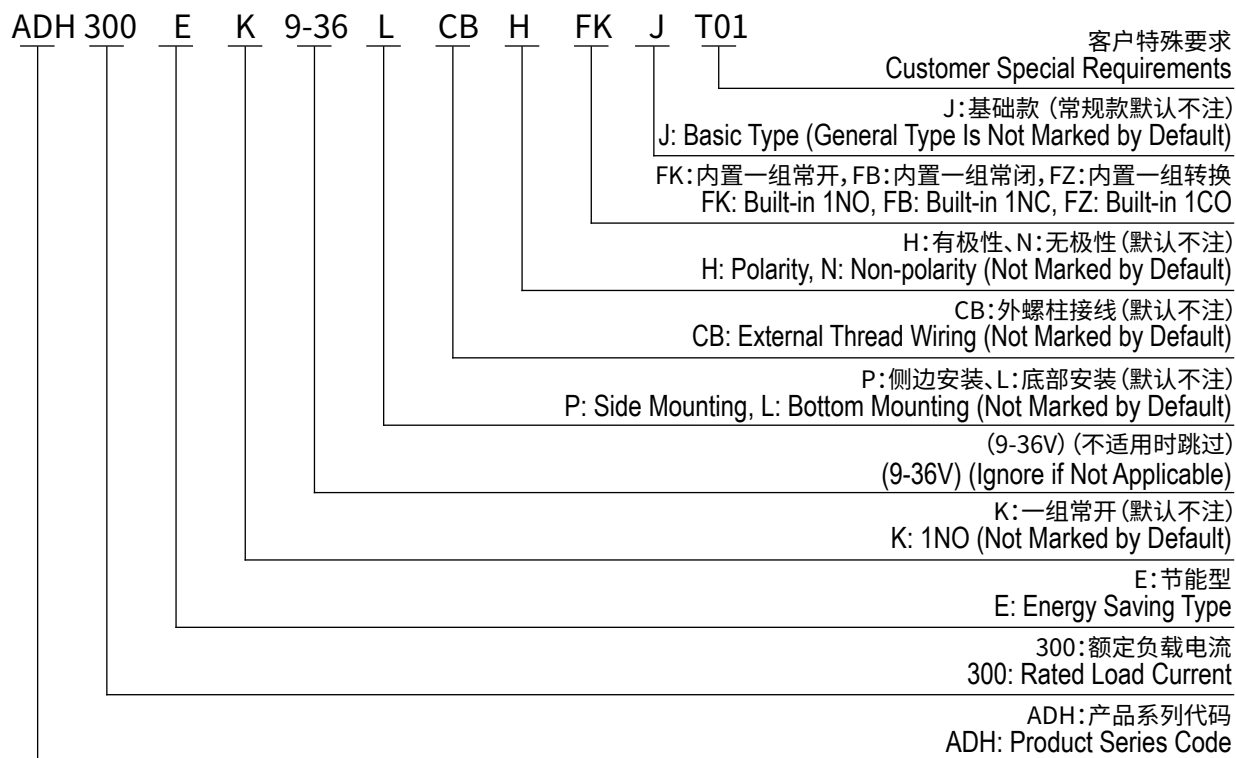 ADH 300 E K 9-36 L CB H FK J T01
客户特殊要求
Customer Special Requirements
J:基础款 (常规款默认不注)
J: Basic Type (General Type Is Not Marked by Default)
FK:内置一组常开,FB:内置一组常闭,FZ:内置一组转换
FK: Built-in 1NO, FB: Built-in 1NC, FZ: Built-in 1CO
H:有极性、N:无极性(默认不注)
H: Polarity, N: Non-polarity (Not Marked by Default)
CB:外螺柱接线(默认不注)
CB: External Thread Wiring (Not Marked by Default)
P:侧边安装、L:底部安装(默认不注)
P: Side Mounting, L: Bottom Mounting (Not Marked by Default)
(9-36V) (不适用时跳过)
(9-36V) (Ignore if Not Applicable)
K:一组常开(默认不注)
K: 1NO (Not Marked by Default)
E:节能型
E: Energy Saving Type
300:额定负载电流
300: Rated Load Current
ADH:产品系列代码
ADH: Product Series Code